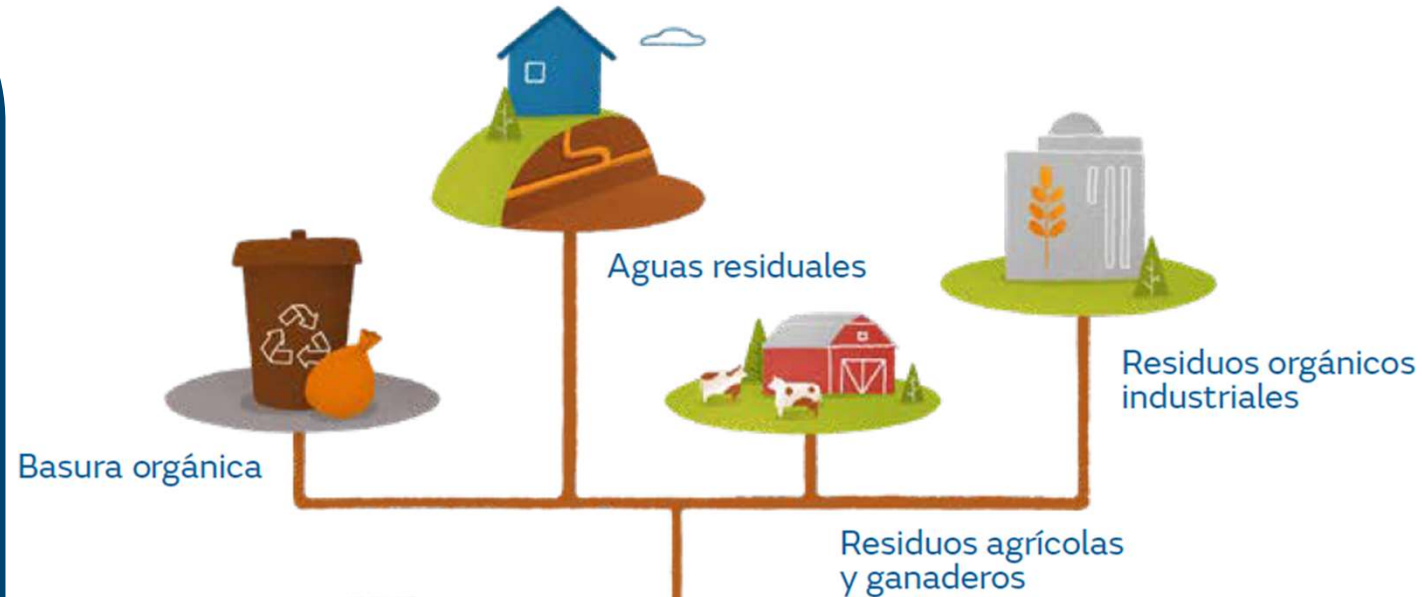 Aguas residuales
Residuos orgánicos
industriales
Basura orgánica
Residuos agrícolas
y ganaderos